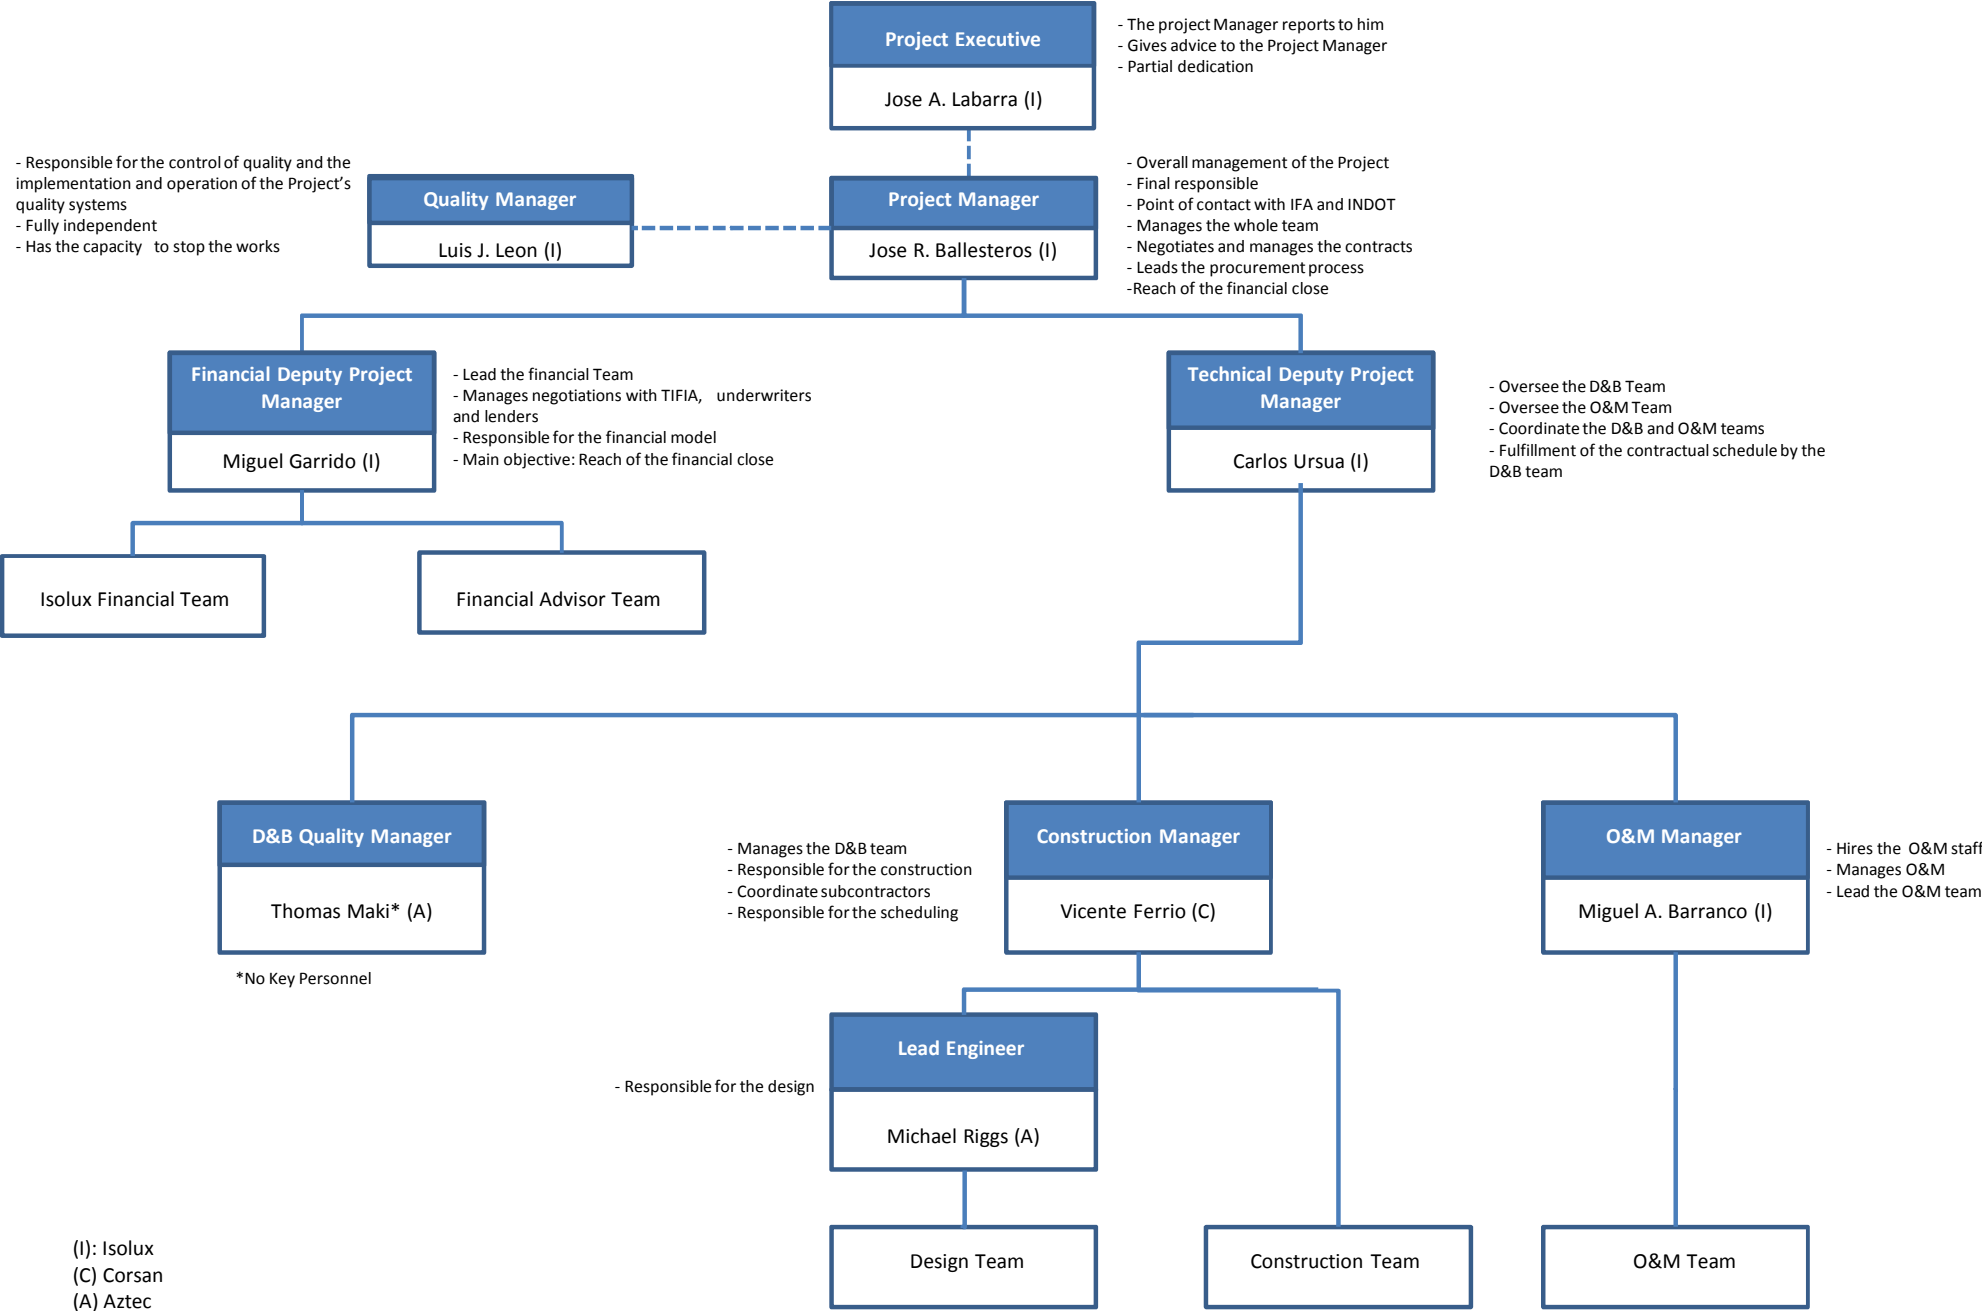 Project Executive
Jose A. Labarra (I)
- The project Manager reports to him
- Gives advice to the Project Manager
- Partial dedication
- Responsible for the control of quality and the
implementation and operation of the Project's
quality systems
- Fully independent
- Has the capacity to stop the works
Quality Manager
Luis J. Leon (I)
Project Manager
Jose R. Ballesteros (I)
- Overall management of the Project
- Final responsible
- Point of contact with IFA and INDOT
- Manages the whole team
- Negotiates and manages the contracts
- Leads the procurement process
-Reach of the financial close
Financial Deputy Project
Manager
Miguel Garrido (I)
- Lead the financial Team
- Manages negotiations with TIFIA, underwriters
and lenders
- Responsible for the financial model
- Main objective: Reach of the financial close
Technical Deputy Project
Manager
Carlos Ursua (I)
- Oversee the D&B Team
- Oversee the O&M Team
- Coordinate the D&B and O&M teams
- Fulfillment of the contractual schedule by the
D&B team
Isolux Financial Team
Financial Advisor Team
D&B Quality Manager
Thomas Maki* (A)
*No Key Personnel
- Manages the D&B team
- Responsible for the construction
- Coordinate subcontractors
- Responsible for the scheduling
Construction Manager
Vicente Ferrio (C)
O&M Manager
Miguel A. Barranco (I)
- Hires the O&M staff
- Manages O&M
- Lead the O&M team
Lead Engineer
Michael Riggs (A)
- Responsible for the design
Design Team
Construction Team
O&M Team
(I): Isolux
(C) Corsan
(A) Aztec